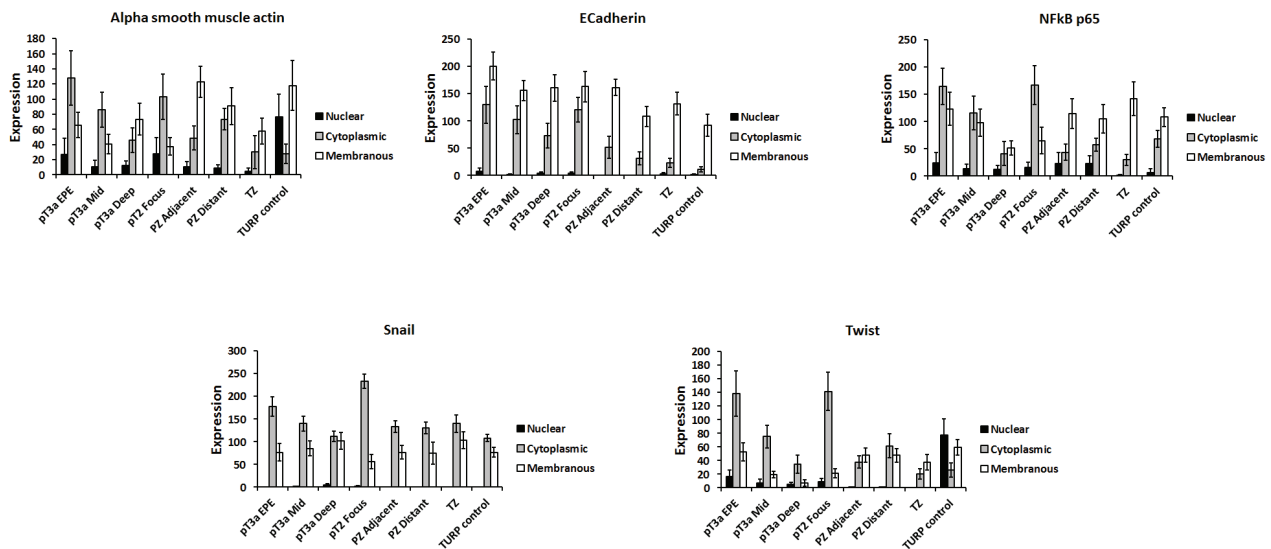 Alpha smooth muscle actin
Expression
180
160
140
120
100
80
60
40
20
0
pT3a EPE
pT3a Mid
pT3a Deep
pT2 Focus
PZ Adjacent
PZ Distant
TZ
TURP control
Nuclear
Cytoplasmic
Membranous
ECadherin
Expression
250
200
150
100
50
0
pT3a EPE
pT3a Mid
pT3a Deep
pT2 Focus
PZ Adjacent
PZ Distant
TZ
TURP control
Nuclear
Cytoplasmic
Membranous
NFkB p65
Expression
250
200
150
100
50
0
pT3a EPE
pT3a Mid
pT3a Deep
pT2 Focus
PZ Adjacent
PZ Distant
TZ
TURP control
Nuclear
Cytoplasmic
Membranous
Snail
Expression
300
250
200
150
100
50
0
pT3a EPE
pT3a Mid
pT3a Deep
pT2 Focus
PZ Adjacent
PZ Distant
TZ
TURP control
Nuclear
Cytoplasmic
Membranous
Twist
Expression
200
180
160
140
120
100
80
60
40
20
0
pT3a EPE
pT3a Mid
pT3a Deep
pT2 Focus
PZ Adjacent
PZ Distant
TZ
TURP control
Nuclear
Cytoplasmic
Membranous